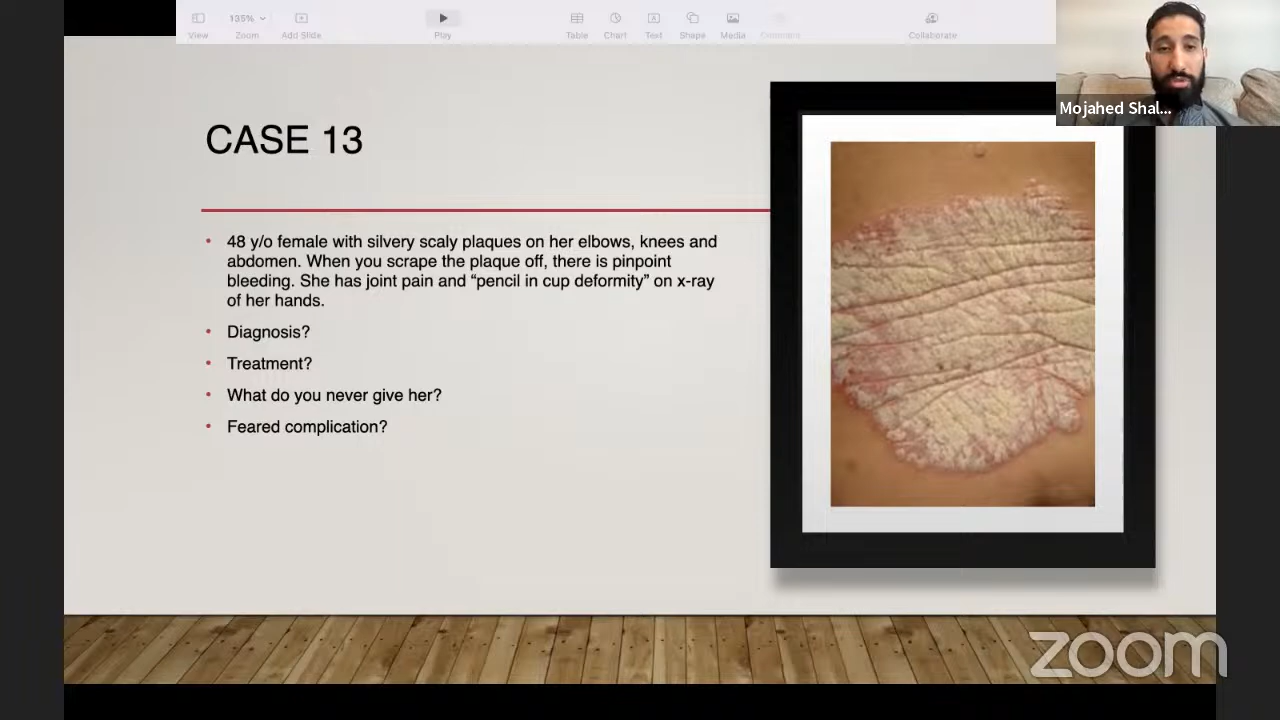 135%
View
Zoom
Add Slide
Play
Table
Chart
Text
Shape
Media
Comment
Collaborate
Mojahed Shal...
CASE 13
48 y/o female with silvery scaly plaques on her elbows, knees and
abdomen. When you scrape the plaque off, there is pinpoint
bleeding. She has joint pain and “pencil in cup deformity” on x-ray
of her hands.
Diagnosis?
Treatment?
What do you never give her?
Feared complication?
zoom